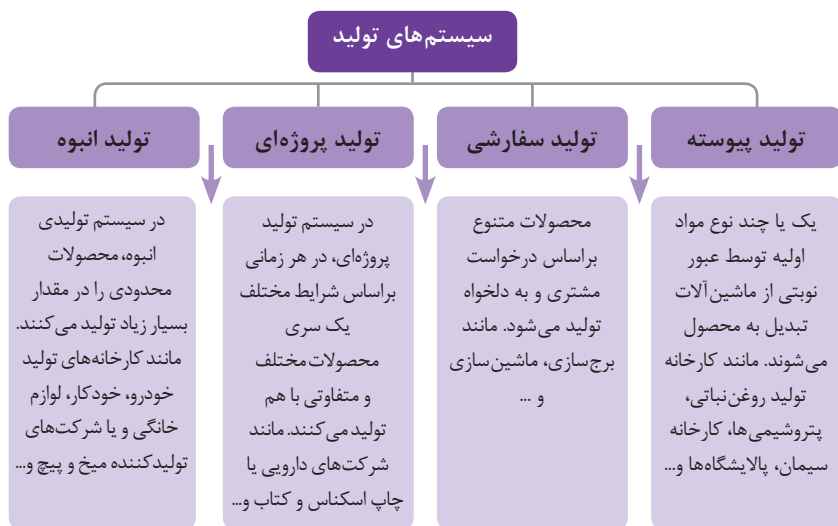 سیستم‌های تولید
تولید پیوسته
یک یا چند نوع مواد
اولیه توسط عبور
نوبتی از ماشین‌آلات
تبدیل به محصول
می‌شوند. مانند کارخانه
تولید روغن‌نباتی،
پتروشیمی‌ها، کارخانه
سیمان، پالایشگاه‌ها و...
تولید سفارشی
محصولات متنوع
براساس درخواست
مشتری و به دلخواه
تولید می‌شود. مانند
برج‌سازی، ماشین‌سازی
و ...
تولید پروژه‌ای
در سیستم تولید
پروژه‌ای، در هر زمانی
براساس شرایط مختلف
یک سری
محصولات مختلف
و متفاوتی با هم
تولید می‌کنند. مانند
شرکت‌های دارویی یا
چاپ اسکناس و کتاب و...
تولید انبوه
در سیستم تولیدی
انبوه، محصولات
محدودی را در مقدار
بسیار زیاد تولید می‌کنند.
مانند کارخانه‌های تولید
خودرو، خودکار، لوازم
خانگی و یا شرکت‌های
تولیدکننده میخ و پیچ و...